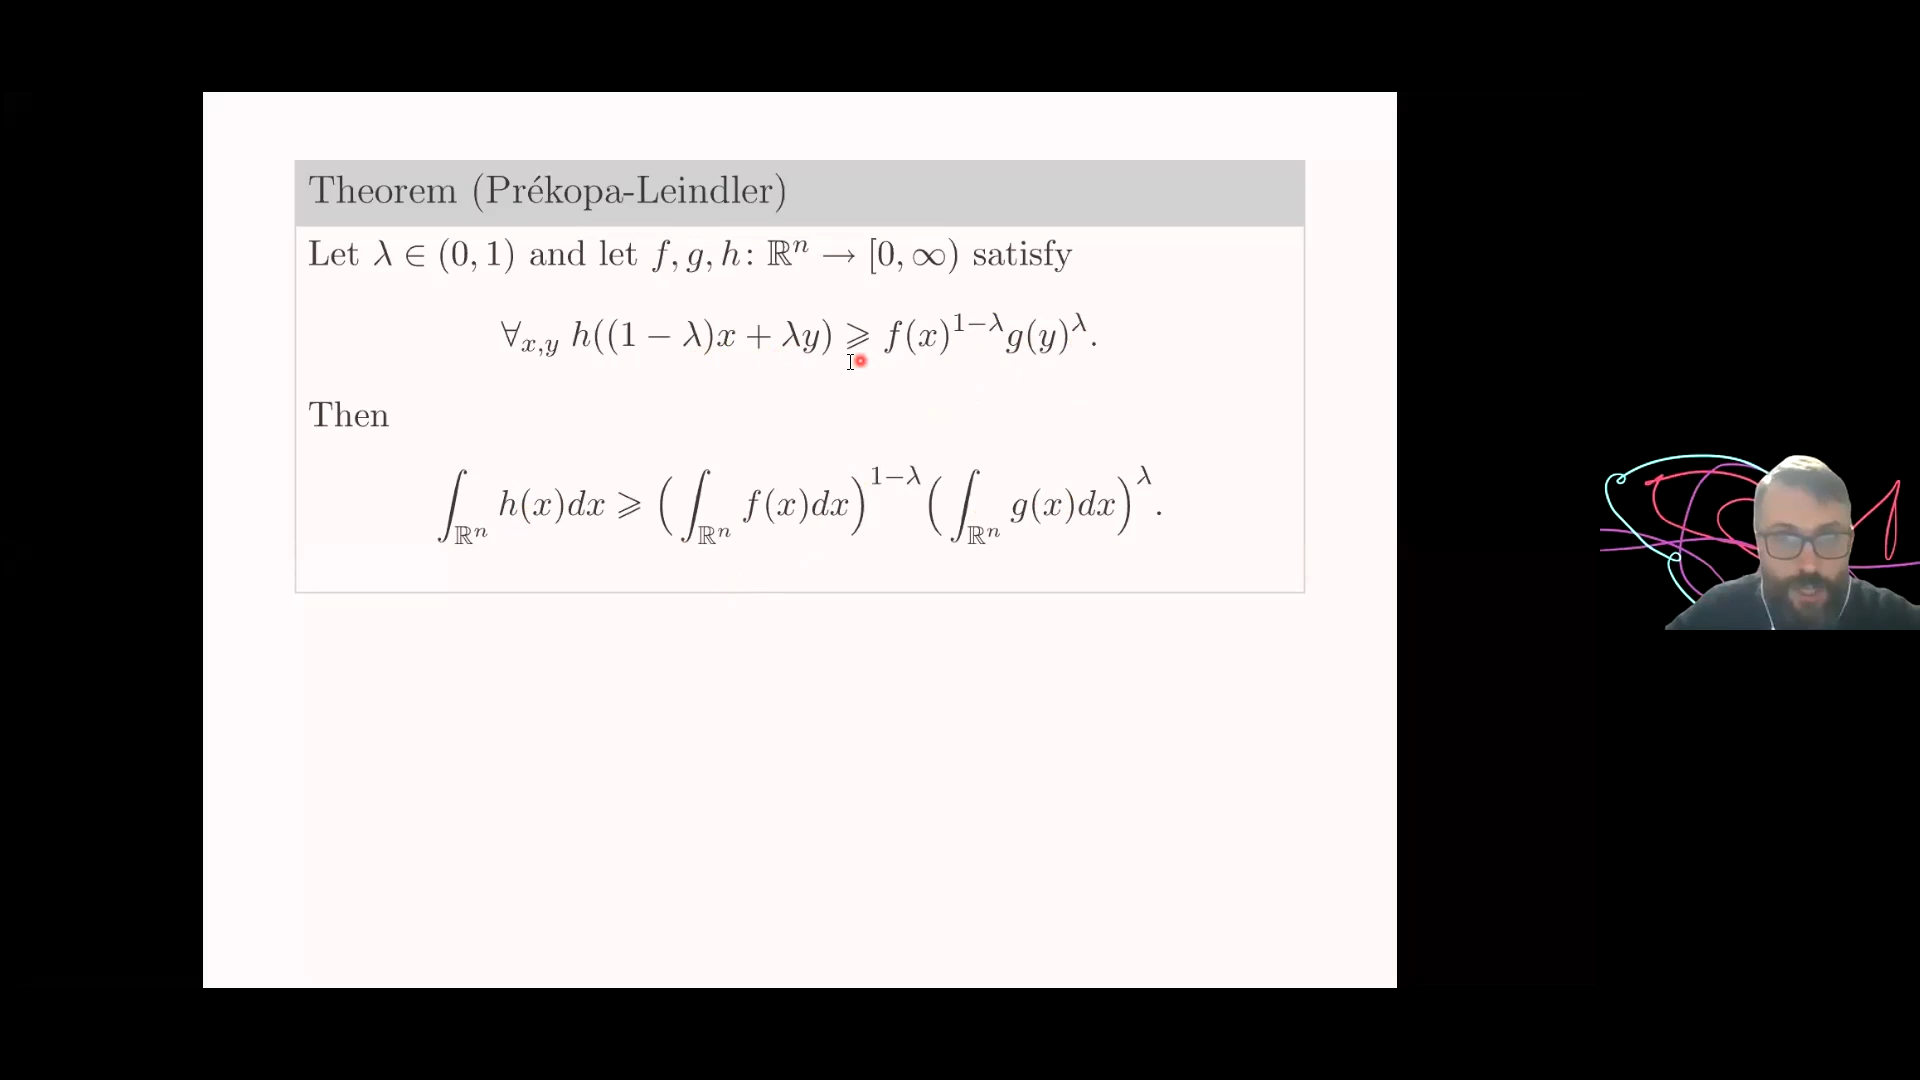 Theorem (Prékopa-Leindler)
Let λ ∈ (0, 1) and let f, g, h: ℝⁿ → [0, ∞) satisfy
∀_{x,y} h((1 − λ)x + λy) ⩾ f(x)^{1−λ}g(y)^λ.
Then
∫_{ℝⁿ} h(x)dx ⩾ (∫_{ℝⁿ} f(x)dx)^{1−λ} (∫_{ℝⁿ} g(x)dx)^λ.